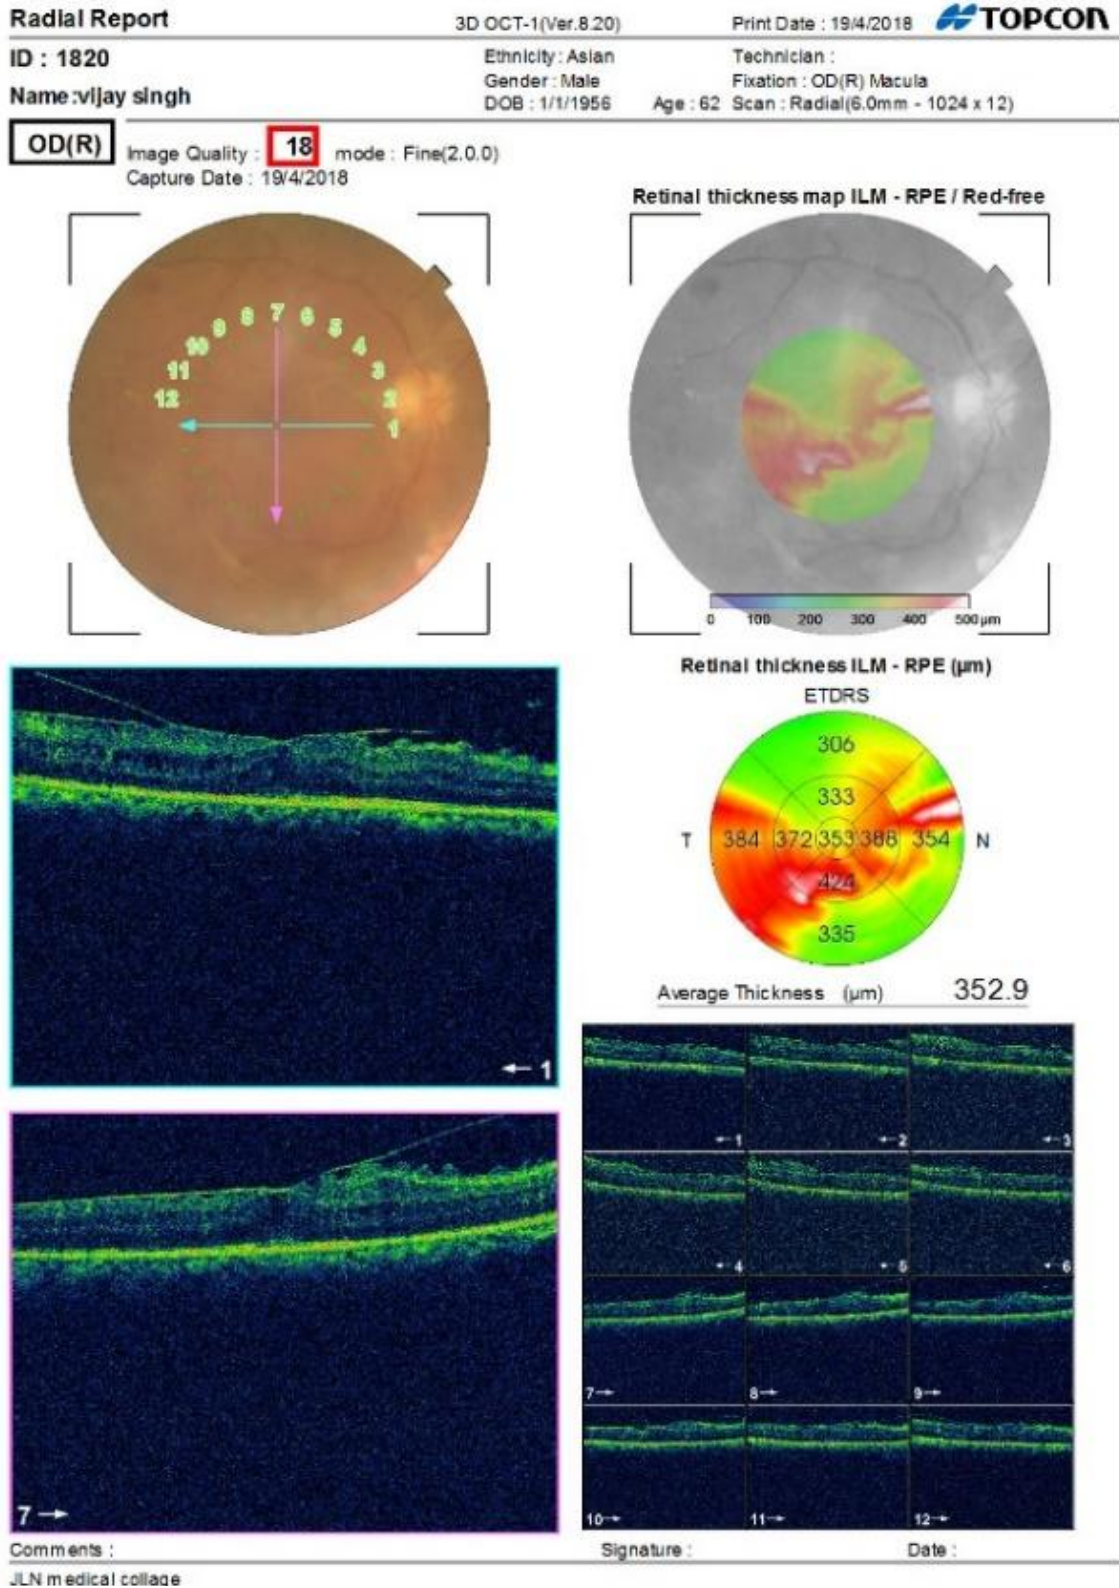 Radial Report 3D OCT-1(Ver.8.20) Print Date : 19/4/2018 TOPCON
ID : 1820 Ethnicity : Asian Technician :
Gender : Male Fixation : OD(R) Macula
Name :vijay singh DOB : 1/1/1956 Age : 62 Scan : Radial(6.0mm - 1024 x 12)
OD(R) Image Quality : 18 mode : Fine(2.0.0)
Capture Date : 19/4/2018
Retinal thickness map ILM - RPE / Red-free
12 11 10 9 8 7 6 5 4 3 2 1
0 100 200 300 400 500 μm
Retinal thickness ILM - RPE (μm)
ETDRS
306
333
T 384 372 353 388 354 N
424
335
Average Thickness (μm) 352.9
← 1
7 →
← 1 ← 2 ← 3
← 4 ← 5 ← 6
7 → 8 → 9 →
10 → 11 → 12 →
Comments : Signature : Date :
JLN medical collage